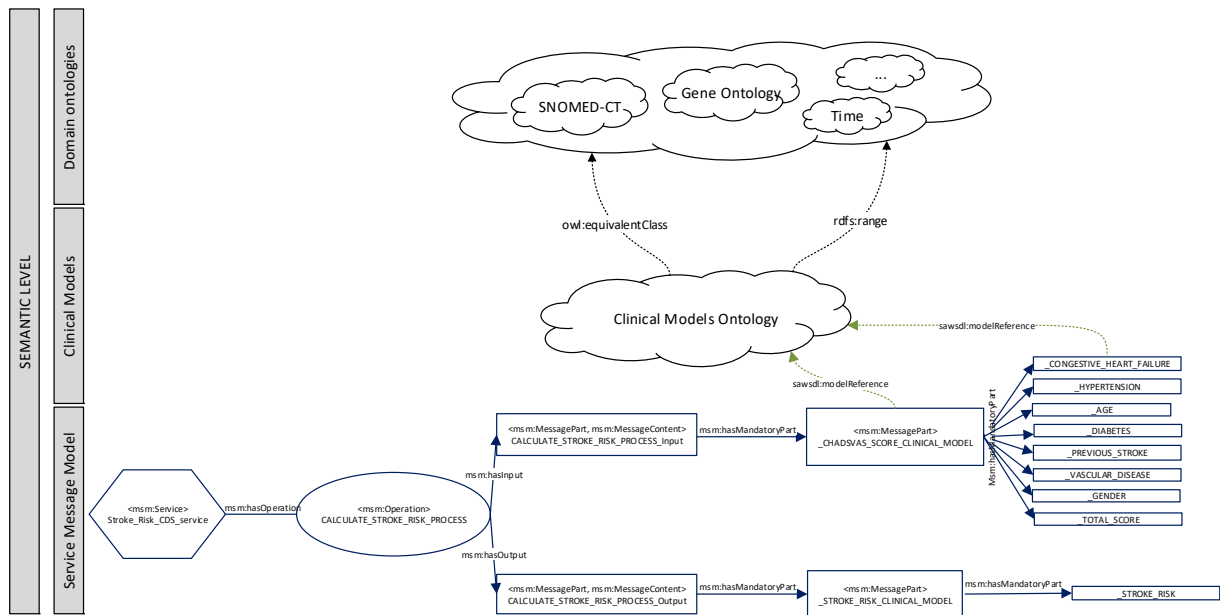 SEMANTIC LEVEL
Domain ontologies
Clinical Models
Service Message Model
SNOMED-CT
Gene Ontology
...
Time
owl:equivalentClass
rdfs:range
Clinical Models Ontology
sawsdl:modelReference
sawsdl:modelReference
<msm:Service>
Stroke_Risk_CDS_service
msm:hasOperation
<msm:Operation>
CALCULATE_STROKE_RISK_PROCESS
msm:hasInput
msm:hasOutput
<msm:MessagePart, msm:MessageContent>
CALCULATE_STROKE_RISK_PROCESS_Input
msm:hasMandatoryPart
<msm:MessagePart>
_CHADSVAS_SCORE_CLINICAL_MODEL
Msm:hasMandatoryPart
_CONGESTIVE_HEART_FAILURE
_HYPERTENSION
_AGE
_DIABETES
_PREVIOUS_STROKE
_VASCULAR_DISEASE
_GENDER
_TOTAL_SCORE
<msm:MessagePart, msm:MessageContent>
CALCULATE_STROKE_RISK_PROCESS_Output
msm:hasMandatoryPart
<msm:MessagePart>
_STROKE_RISK_CLINICAL_MODEL
msm:hasMandatoryPart
_STROKE_RISK